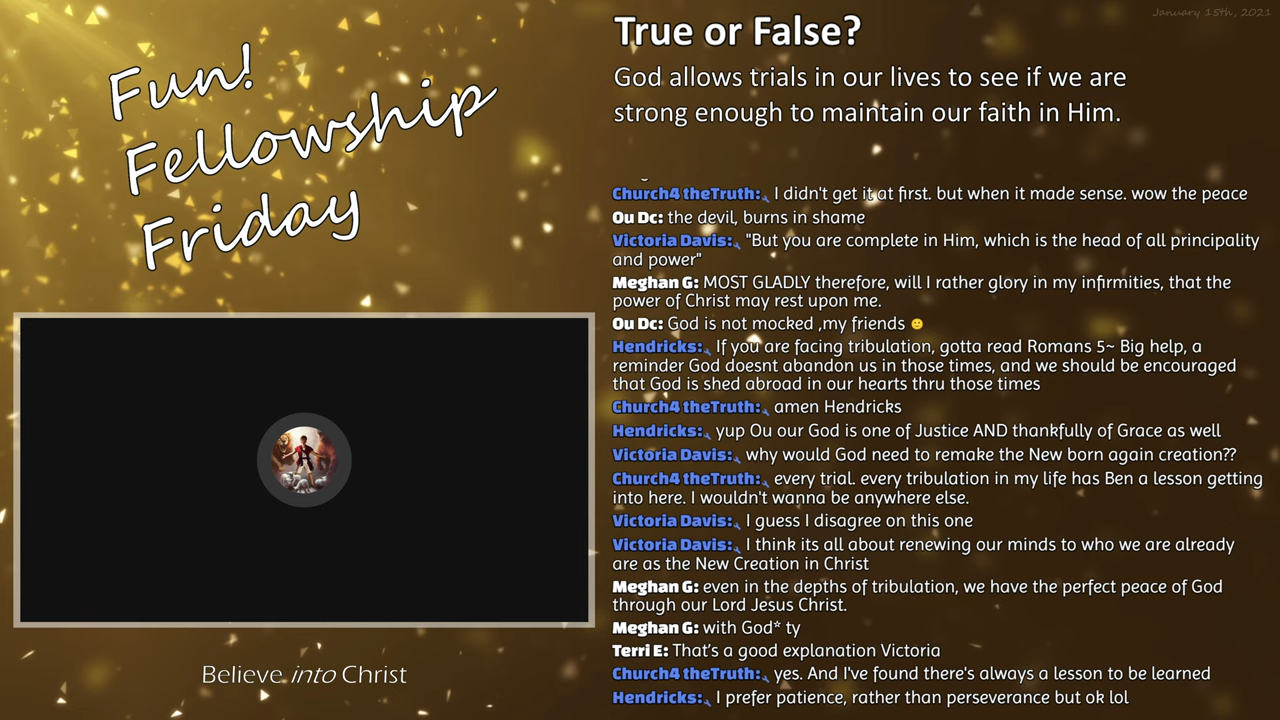 January 15th, 2021
Fun!
Fellowship
Friday
True or False?
God allows trials in our lives to see if we are
strong enough to maintain our faith in Him.
Church4 theTruth: I didn't get it at first. but when it made sense. wow the peace
Ou Dc: the devil, burns in shame
Victoria Davis: "But you are complete in Him, which is the head of all principality
and power"
Meghan G: MOST GLADLY therefore, will I rather glory in my infirmities, that the
power of Christ may rest upon me.
Ou Dc: God is not mocked ,my friends 🙂
Hendricks: If you are facing tribulation, gotta read Romans 5~ Big help, a
reminder God doesnt abandon us in those times, and we should be encouraged
that God is shed abroad in our hearts thru those times
Church4 theTruth: amen Hendricks
Hendricks: yup Ou our God is one of Justice AND thankfully of Grace as well
Victoria Davis: why would God need to remake the New born again creation??
Church4 theTruth: every trial. every tribulation in my life has Ben a lesson getting
into here. I wouldn't wanna be anywhere else.
Victoria Davis: I guess I disagree on this one
Victoria Davis: I think its all about renewing our minds to who we are already
are as the New Creation in Christ
Meghan G: even in the depths of tribulation, we have the perfect peace of God
through our Lord Jesus Christ.
Meghan G: with God* ty
Terri E: That's a good explanation Victoria
Church4 theTruth: yes. And I've found there's always a lesson to be learned
Hendricks: I prefer patience, rather than perseverance but ok lol
Believe into Christ